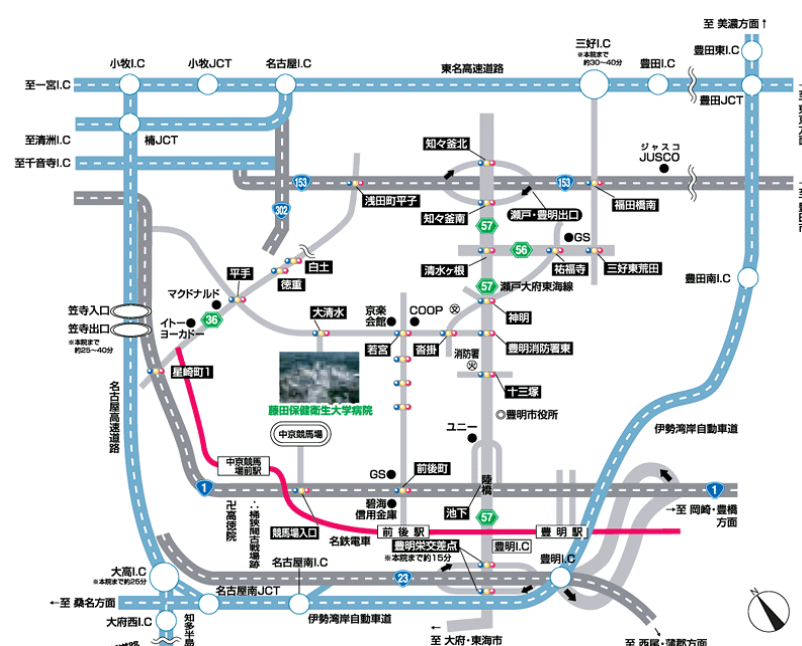 至 美濃方面↑
小牧I.C
小牧JCT
名古屋I.C
東名高速道路
三好I.C
※本院まで
約30~40分
豊田I.C
豊田東I.C
至一宮I.C
豊田JCT
至清洲I.C
楠JCT
至千音寺I.C
知々釜北
ジャスコ
JUSCO
153
153
浅田町平子
知々釜南
瀬戸・豊明出口
福田橋南
302
57
56
GS
清水ヶ根
祐福寺
三好東荒田
白土
徳重
平手
57
瀬戸大府東海線
豊田南I.C
マクドナルド
笠寺入口
笠寺出口
※本院まで
約25~40分
イトー
ヨーカドー
36
大清水
京楽
会館
COOP
文
神明
若宮
沓掛
豊明消防署東
消防署
文
星崎町1
十三塚
藤田保健衛生大学病院
◎豊明市役所
名古屋高速道路
中京競馬場
ユニー
伊勢湾岸自動車道
中京競馬
場前駅
GS
前後町
陸橋
1
1
卍高徳院
∴桶狭間古戦場跡
競馬場入口
碧海
信用金庫
池下
57
→至 岡崎・豊橋
方面
名鉄電車
前後駅
豊明駅
豊明栄交差点
※本院まで約15分
豊明I.C
豊明I.C
大高I.C
※本院まで約25分
名古屋南I.C
名古屋南JCT
23
←至 桑名方面
大府西I.C
知多半島
伊勢湾岸自動車道
←
至 大府・東海市
至 西尾・蒲郡方面
N